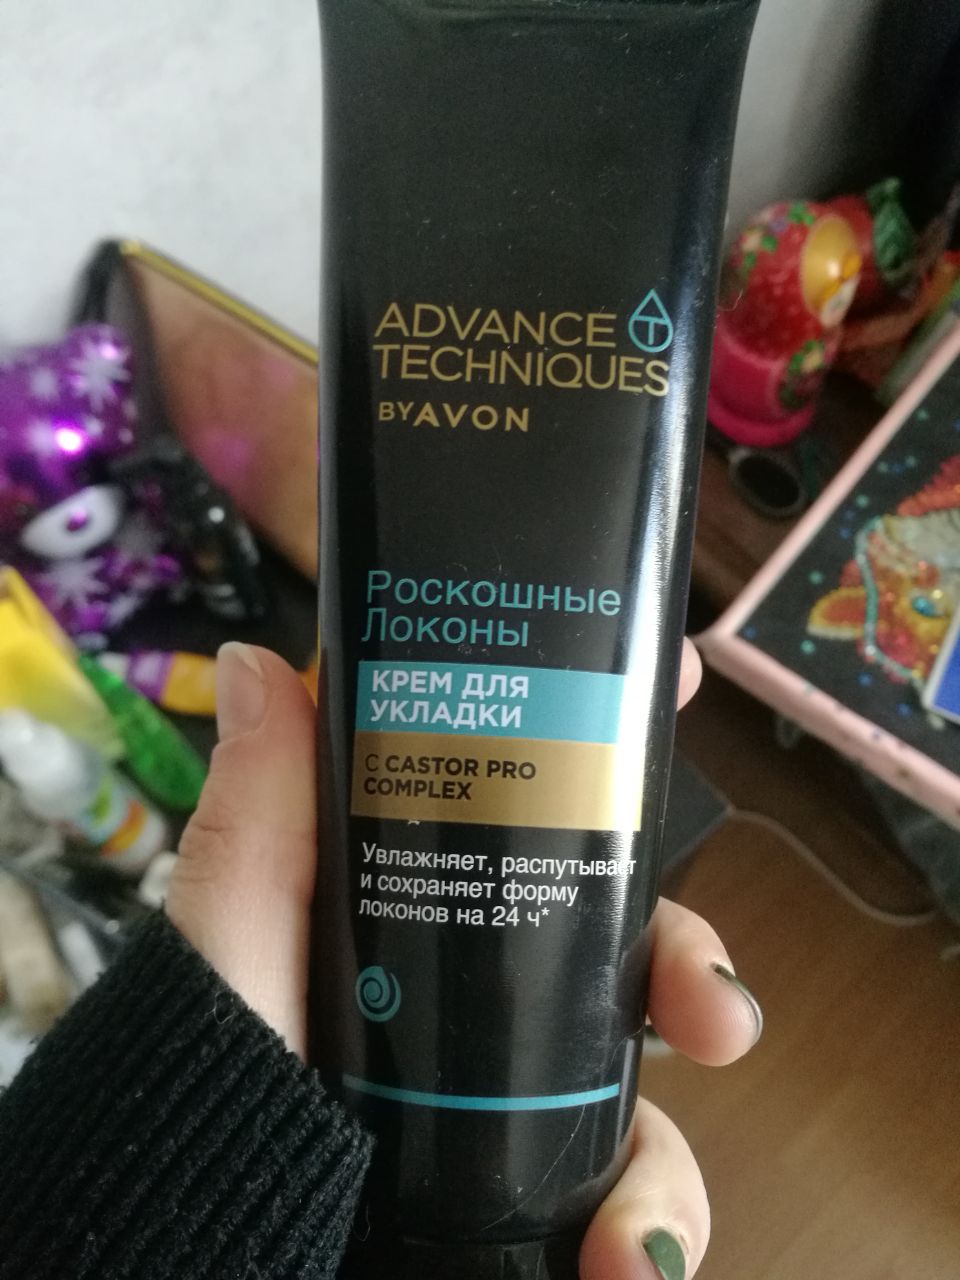 ADVANCE
TECHNIQUES
BY AVON
Роскошные
Локоны
КРЕМ ДЛЯ
УКЛАДКИ
С CASTOR PRO
COMPLEX
Увлажняет, распутывает
и сохраняет форму
локонов на 24 ч*